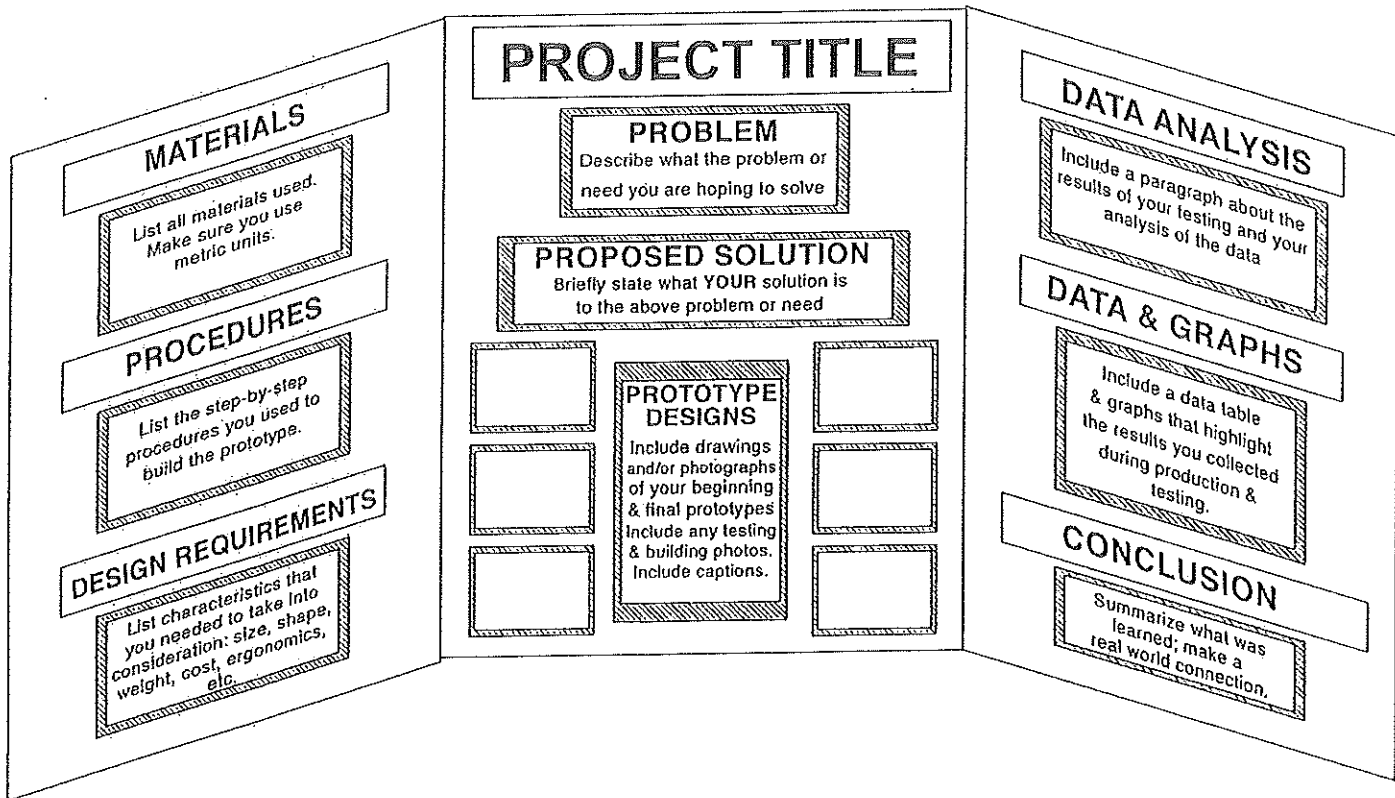 MATERIALS
List all materials used.
Make sure you use
metric units.
PROCEDURES
List the step-by-step
procedures you used to
build the prototype.
DESIGN REQUIREMENTS
List characteristics that
you needed to take into
consideration: size, shape,
weight, cost, ergonomics,
etc.
PROJECT TITLE
PROBLEM
Describe what the problem or
need you are hoping to solve
PROPOSED SOLUTION
Briefly state what YOUR solution is
to the above problem or need
PROTOTYPE
DESIGNS
Include drawings
and/or photographs
of your beginning
& final prototypes
Include any testing
& building photos.
Include captions.
DATA ANALYSIS
Include a paragraph about the
results of your testing and your
analysis of the data
DATA & GRAPHS
Include a data table
& graphs that highlight
the results you collected
during production &
testing.
CONCLUSION
Summarize what was
learned; make a
real world connection.